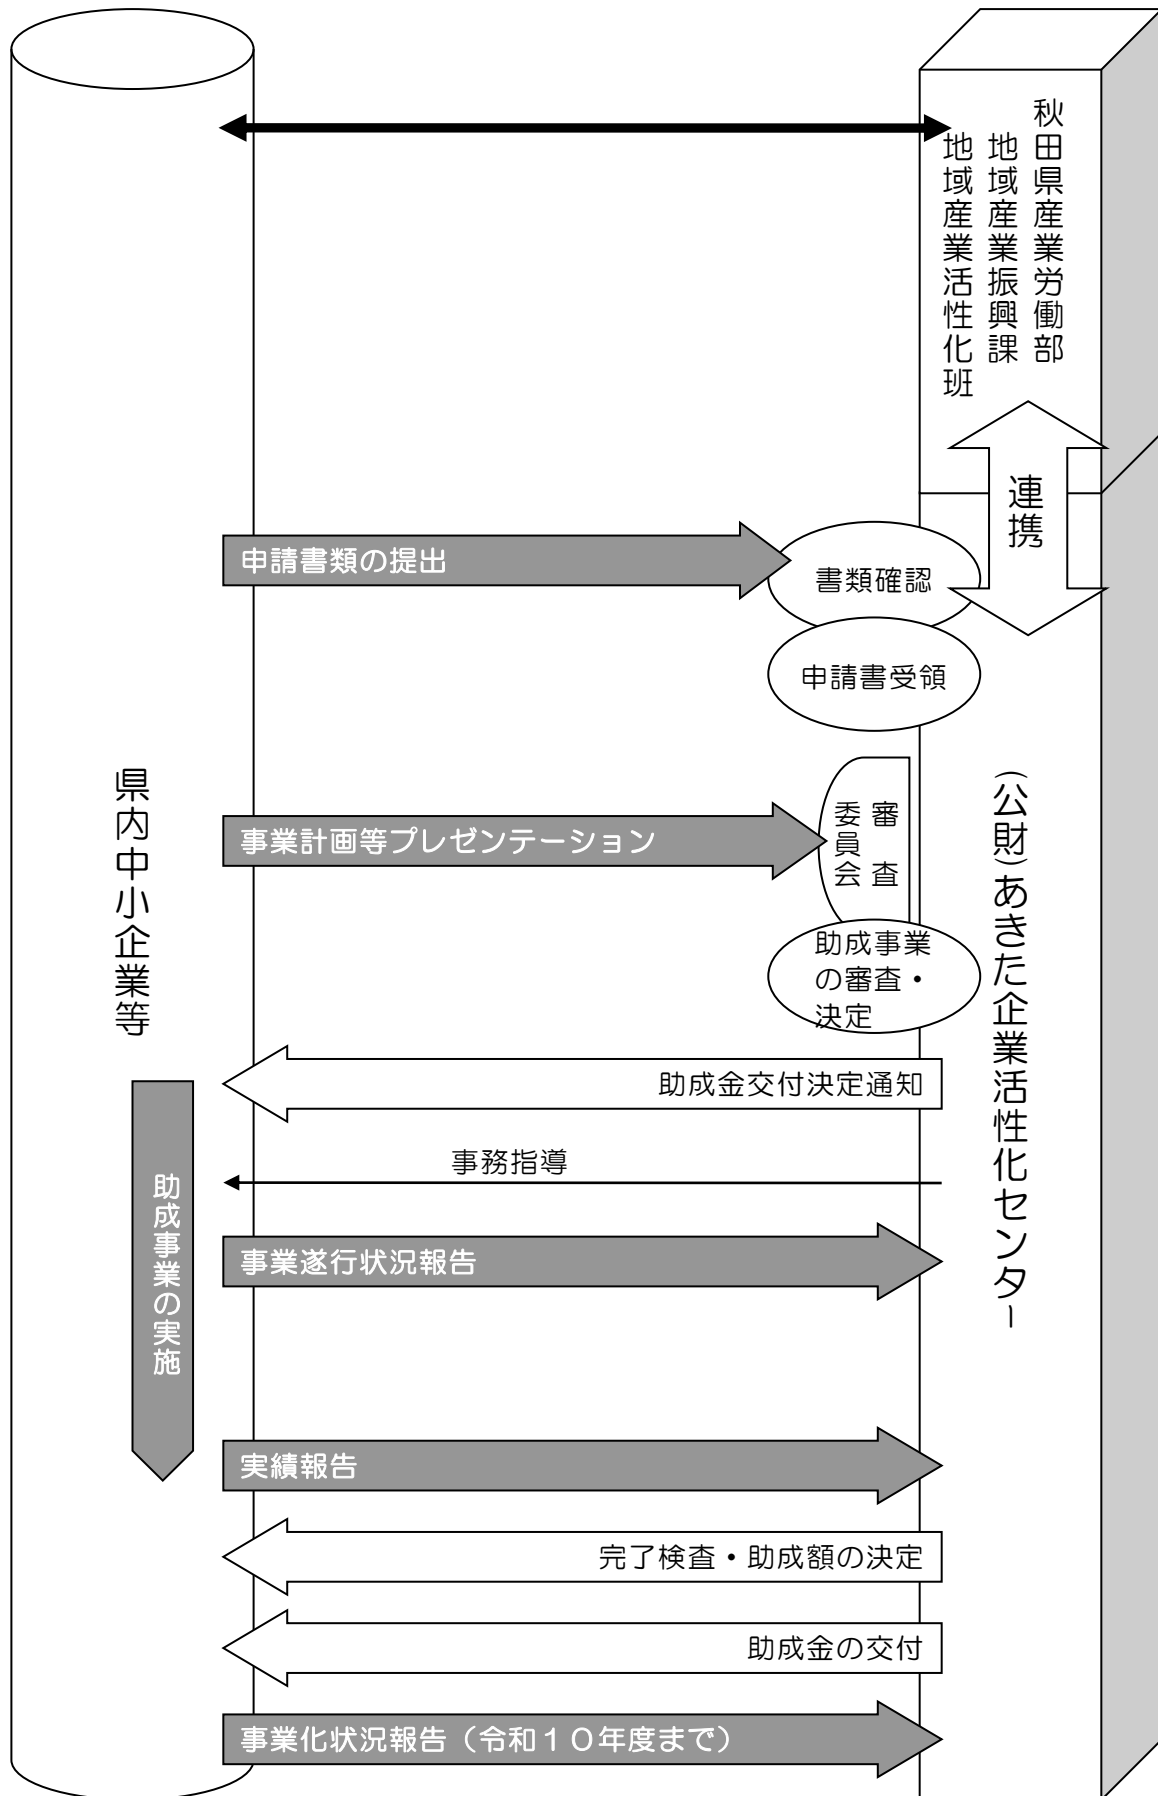 秋田県産業労働部
地域産業振興課
地域産業活性化班
連携
申請書類の提出
書類確認
申請書受領
県内中小企業等
(公財)あきた企業活性化センター
事業計画等プレゼンテーション
審査
委員会
助成事業
の審査・
決定
助成金交付決定通知
事務指導
助成事業の実施
事業遂行状況報告
実績報告
完了検査・助成額の決定
助成金の交付
事業化状況報告（令和１０年度まで）